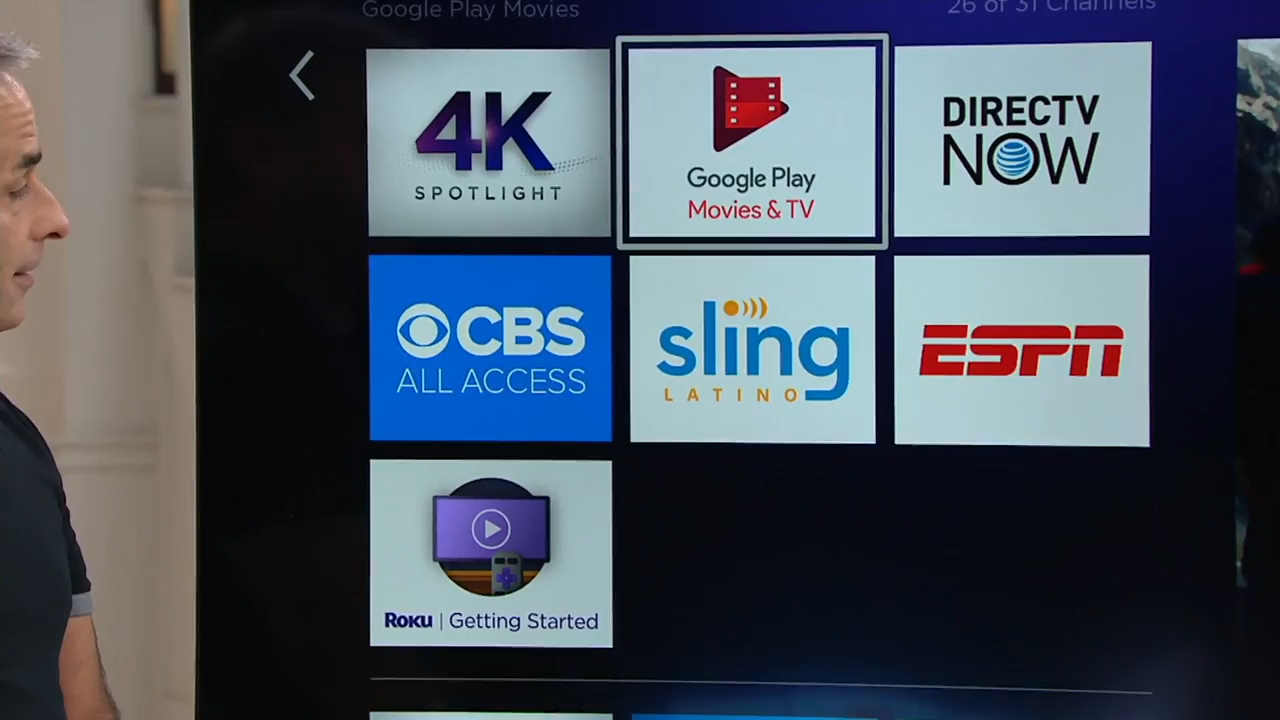 Google Play Movies
26 of 31 Channels
4K
SPOTLIGHT
Google Play
Movies & TV
DIRECTV
NOW
CBS
ALL ACCESS
sling
LATINO
ESPN
ROKU | Getting Started